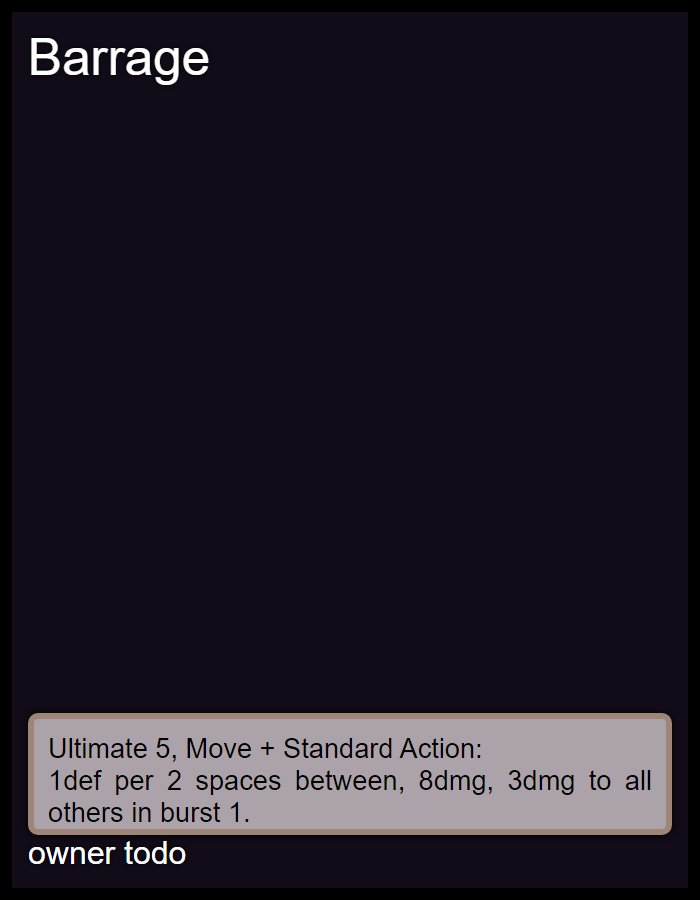 Barrage
Ultimate 5, Move + Standard Action:
1def per 2 spaces between, 8dmg, 3dmg to all
others in burst 1.
owner todo